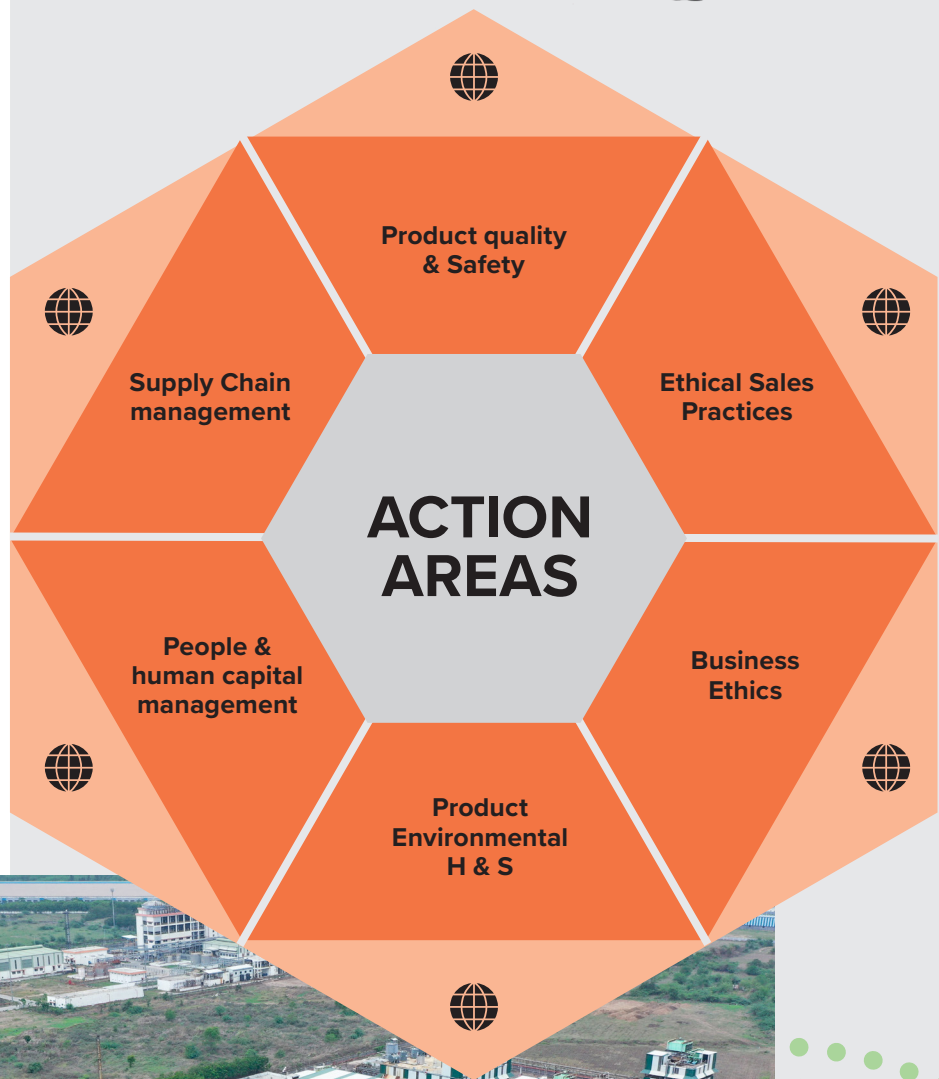 Product quality
& Safety
Supply Chain
management
Ethical Sales
Practices
ACTION
AREAS
People &
human capital
management
Business
Ethics
Product
Environmental
H & S